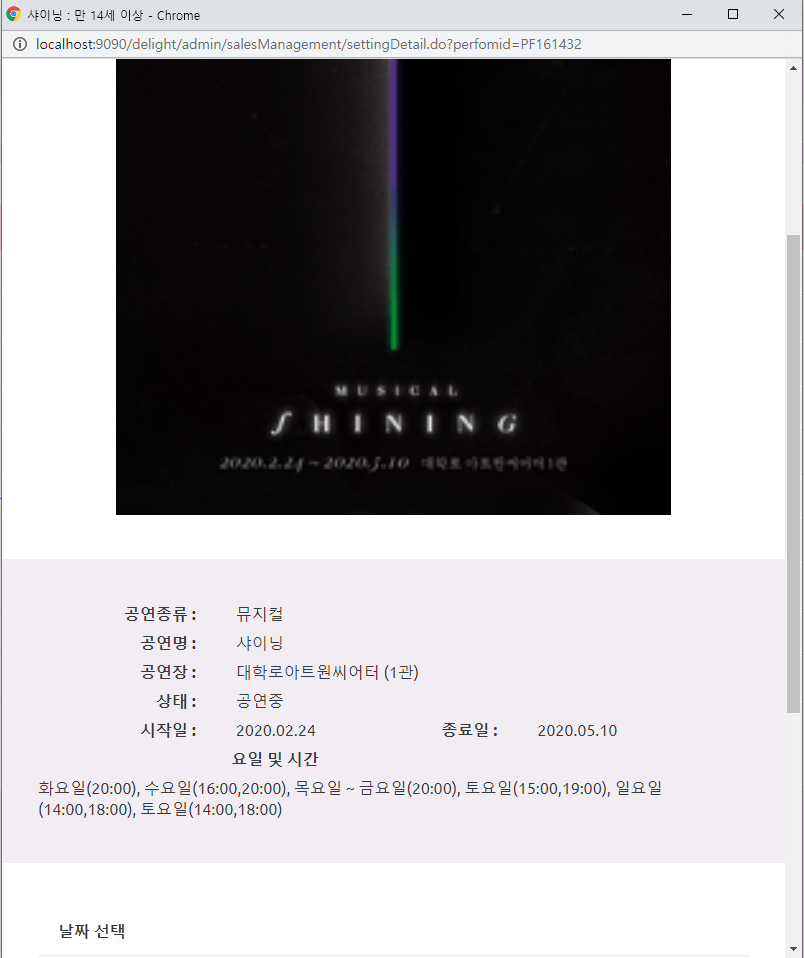 샤이닝 : 만 14세 이상 - Chrome
localhost:9090/delight/admin/salesManagement/settingDetail.do?perfomid=PF161432
MUSICAL
SHINING
2020.2.24 ~ 2020.5.10 대학로 아트원씨어터 1관
공연종류 : 뮤지컬
공연명 : 샤이닝
공연장 : 대학로아트원씨어터 (1관)
상태 : 공연중
시작일 : 2020.02.24 종료일 : 2020.05.10
요일 및 시간
화요일(20:00), 수요일(16:00,20:00), 목요일 ~ 금요일(20:00), 토요일(15:00,19:00), 일요일
(14:00,18:00), 토요일(14:00,18:00)
날짜 선택